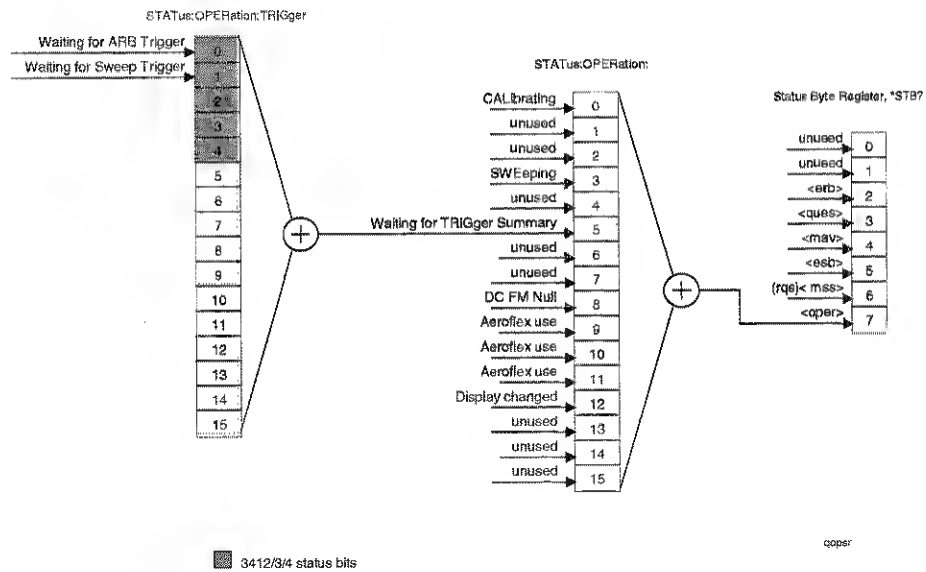 STATus:OPERation:TRIGger
Waiting for ARB Trigger
0
Waiting for Sweep Trigger
1
2
3
4
5
6
7
8
9
10
11
12
13
14
15
Waiting for TRIGger Summary
STATus:OPERation:
CALibrating
0
unused
1
unused
2
SWEeping
3
unused
4
5
unused
6
unused
7
DC FM Null
8
Aeroflex use
9
Aeroflex use
10
Aeroflex use
11
Display changed
12
unused
13
unused
14
unused
15
Status Byte Register, *STB?
unused
0
unused
1
<erb>
2
<ques>
3
<mav>
4
<esb>
5
(rqs)< mss>
6
<oper>
7
3412/3/4 status bits
qopsr